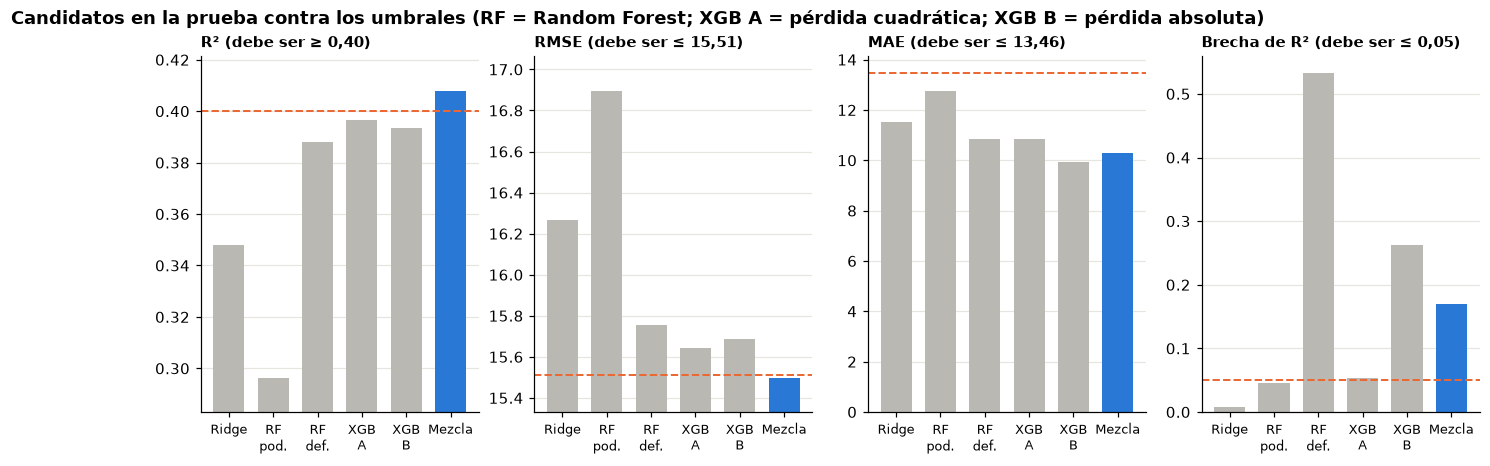 Candidatos en la prueba contra los umbrales (RF = Random Forest; XGB A = pérdida cuadrática; XGB B = pérdida absoluta)
R² (debe ser ≥ 0,40)
0.42
0.40
0.38
0.36
0.34
0.32
0.30
Ridge
RF pod.
RF def.
XGB A
XGB B
Mezcla
RMSE (debe ser ≤ 15,51)
17.0
16.8
16.6
16.4
16.2
16.0
15.8
15.6
15.4
Ridge
RF pod.
RF def.
XGB A
XGB B
Mezcla
MAE (debe ser ≤ 13,46)
14
12
10
8
6
4
2
0
Ridge
RF pod.
RF def.
XGB A
XGB B
Mezcla
Brecha de R² (debe ser ≤ 0,05)
0.5
0.4
0.3
0.2
0.1
0.0
Ridge
RF pod.
RF def.
XGB A
XGB B
Mezcla